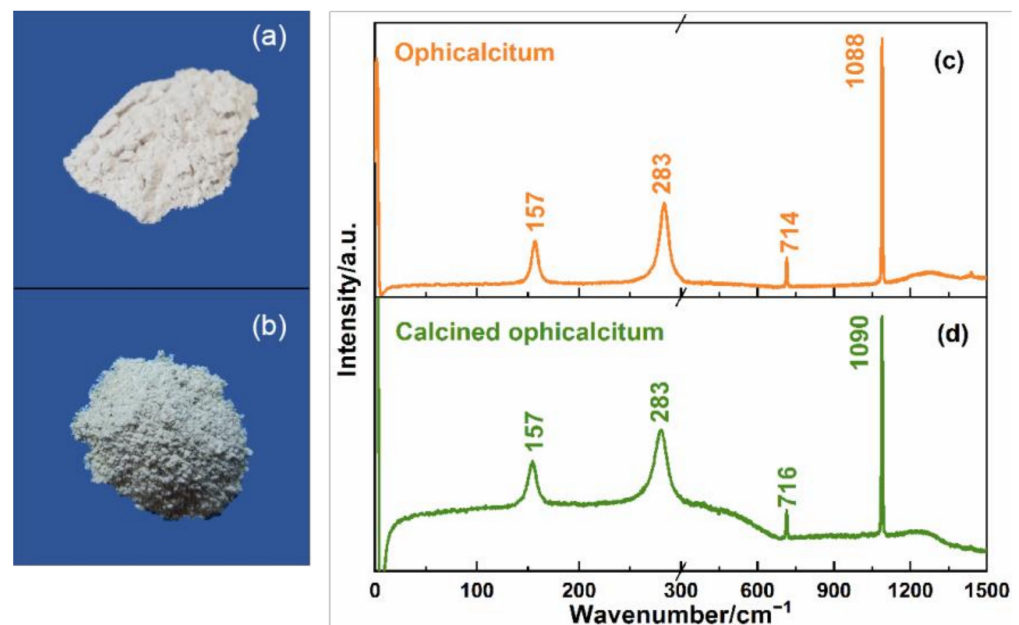 (a)
(b)
Ophicalcitum
(c)
157
283
714
1088
Calcined ophicalcitum
(d)
157
283
716
1090
Intensity/a.u.
0 100 200 300 600 900 1200 1500
Wavenumber/cm⁻¹